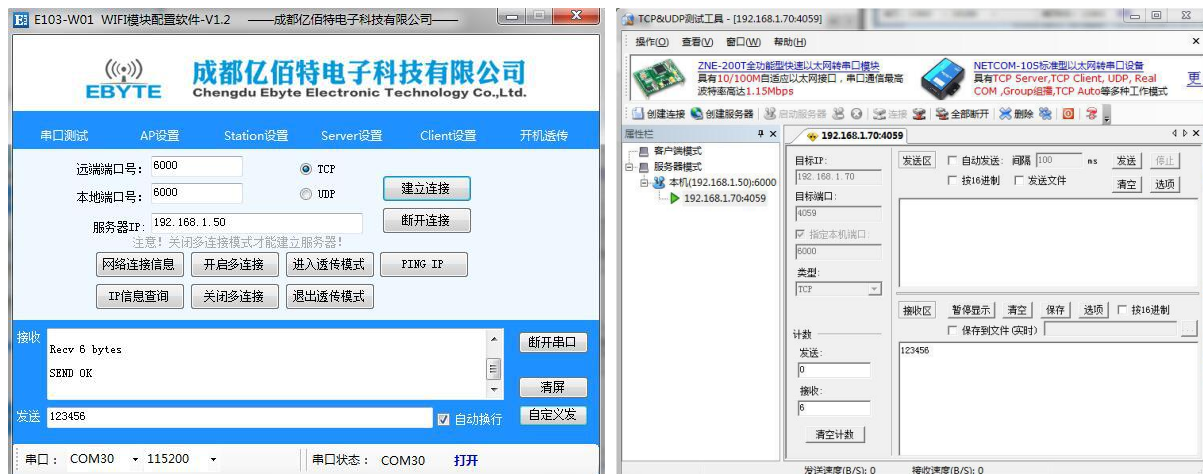 E103-W01 WIFI模块配置软件-V1.2 ——成都亿佰特电子科技有限公司——
EBYTE
成都亿佰特电子科技有限公司
Chengdu Ebyte Electronic Technology Co.,Ltd.
串口测试 AP设置 Station设置 Server设置 Client设置 开机透传
远端端口号: 6000 TCP
本地端口号: 6000 UDP
建立连接
服务器IP: 192.168.1.50 断开连接
注意！关闭多连接模式才能建立服务器!
网络连接信息 开启多连接 进入透传模式 PING IP
IP信息查询 关闭多连接 退出透传模式
接收
Recv 6 bytes
SEND OK
断开串口
清屏
发送 123456 自动换行 自定义发
串口: COM30 115200 串口状态: COM30 打开
TCP&UDP测试工具 - [192.168.1.70:4059]
操作(O) 查看(V) 窗口(W) 帮助(H)
ZNE-200T全功能型快速以太网转串口模块
具有10/100M自适应以太网接口，串口通信最
高波特率高达1.15Mbps
NETCOM-10S标准型以太网转串口设备
具有TCP Server,TCP Client, UDP, Real
COM ,Group组播,TCP Auto等多种工作模式
更
创建连接 创建服务器 启动服务器 连接 全部断开 删除
属性栏
客户端模式
服务器模式
本机(192.168.1.50):6000
192.168.1.70:4059
192.168.1.70:4059
目标IP:
192.168.1.70
目标端口:
4059
指定本机端口:
6000
类型:
TCP
计数
发送:
0
接收:
6
清空计数
发送区 自动发送: 间隔 100 ms 发送 停止
按16进制 发送文件 清空 选项
接收区 暂停显示 清空 保存 选项 按16进制
保存到文件(实时)
123456
发送速度(B/S): 0 接收速度(B/S): 0